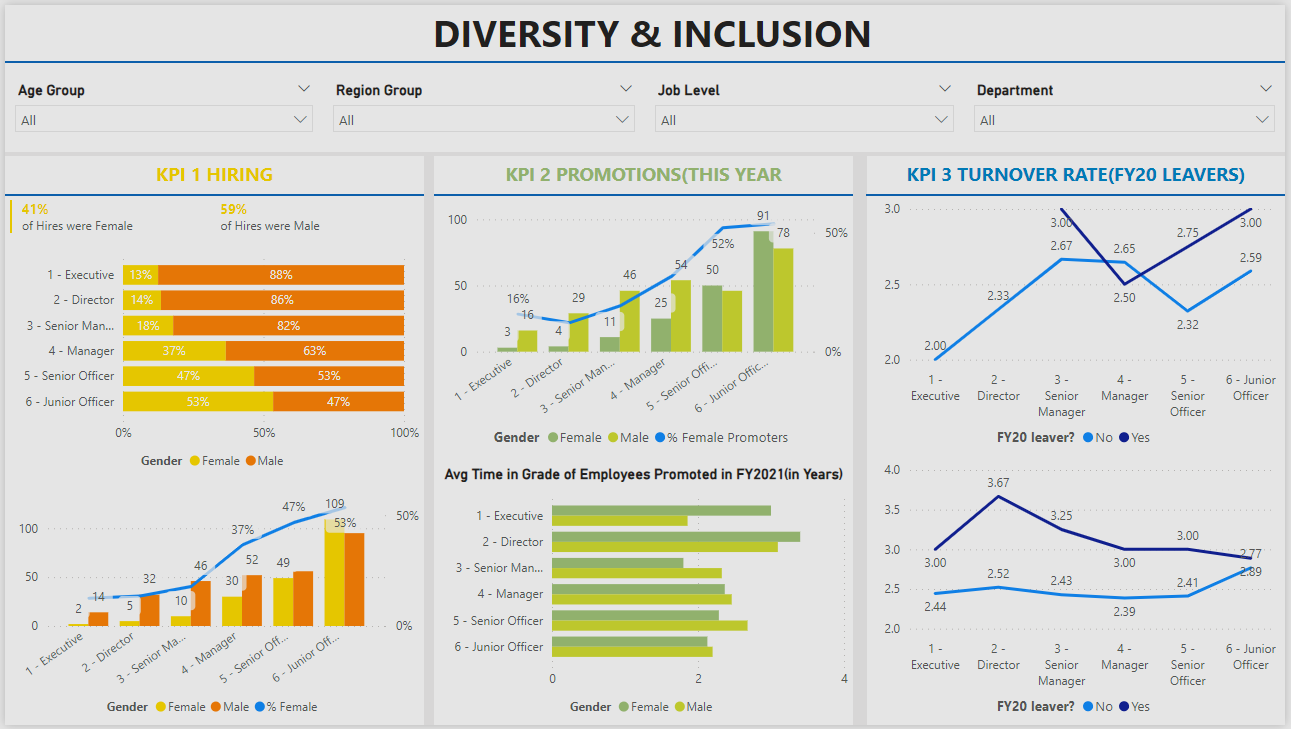 DIVERSITY & INCLUSION
Age Group
Region Group
Job Level
Department
All
All
All
All
KPI 1 HIRING
41%
59%
of Hires were Female
of Hires were Male
1 - Executive 13% 88%
2 - Director 14% 86%
3 - Senior Man... 18% 82%
4 - Manager 37% 63%
5 - Senior Officer 47% 53%
6 - Junior Officer 53% 47%
0% 50% 100%
Gender Female Male
109
47%
50%
53%
100
37%
52
49
46
50
32
30
14
10
2
5
0
0%
1 - Executive
2 - Director
3 - Senior Ma...
4 - Manager
5 - Senior Off...
6 - Junior Off...
Gender Female Male % Female
KPI 2 PROMOTIONS(THIS YEAR
91
100
78
50%
52%
54
46
50
50
16%
29
25
16
11
3
4
0
0%
1 - Executive
2 - Director
3 - Senior Man...
4 - Manager
5 - Senior Offi...
6 - Junior Offic...
Gender Female Male % Female Promoters
Avg Time in Grade of Employees Promoted in FY2021(in Years)
1 - Executive
2 - Director
3 - Senior Man...
4 - Manager
5 - Senior Officer
6 - Junior Officer
0 2 4
Gender Female Male
KPI 3 TURNOVER RATE(FY20 LEAVERS)
3.0
3.00
3.00
2.75
2.67
2.65
2.59
2.5
2.33
2.50
2.32
2.00
2.0
1 - Executive
2 - Director
3 - Senior Manager
4 - Manager
5 - Senior Officer
6 - Junior Officer
FY20 leaver? No Yes
4.0
3.67
3.5
3.25
3.0
3.00
3.00
3.00
2.77
2.89
2.5
2.44
2.52
2.43
2.39
2.41
2.0
1 - Executive
2 - Director
3 - Senior Manager
4 - Manager
5 - Senior Officer
6 - Junior Officer
FY20 leaver? No Yes